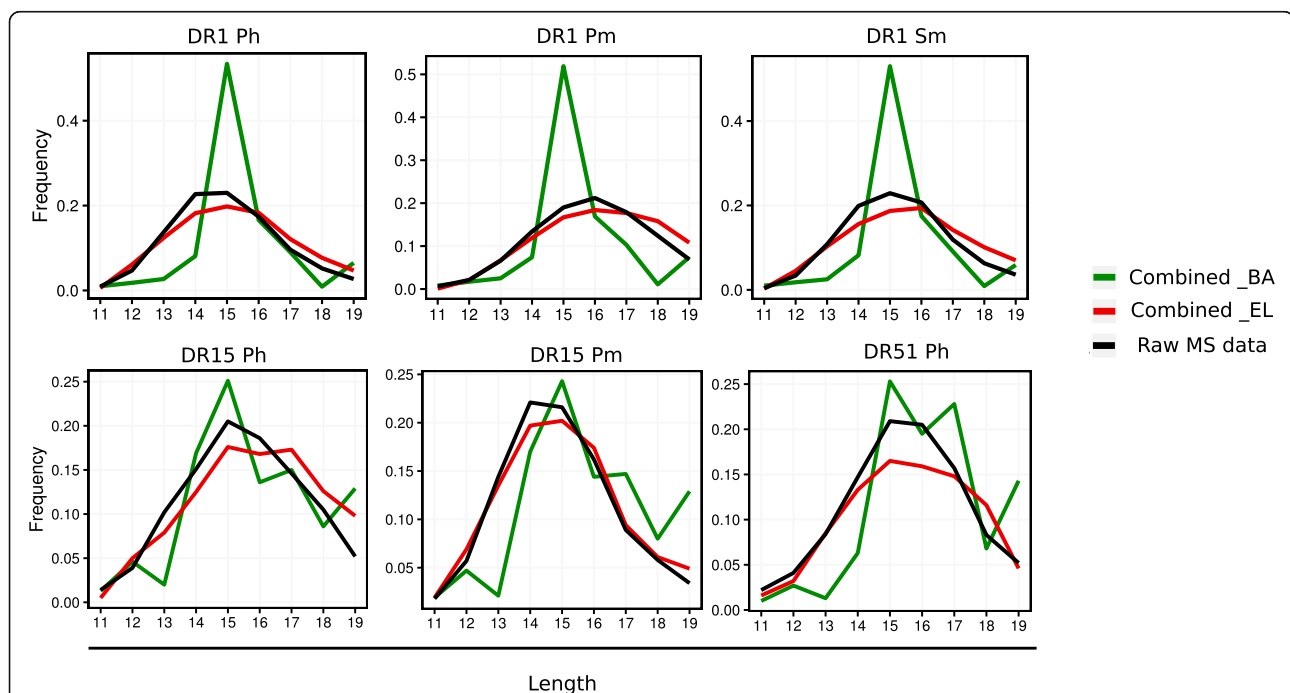 DR1 Ph
DR1 Pm
DR1 Sm
Frequency
0.4
0.2
0.0
11 12 13 14 15 16 17 18 19
0.5
0.4
0.3
0.2
0.1
0.0
11 12 13 14 15 16 17 18 19
0.4
0.2
0.0
11 12 13 14 15 16 17 18 19
Combined _BA
Combined _EL
Raw MS data
DR15 Ph
DR15 Pm
DR51 Ph
Frequency
0.25
0.20
0.15
0.10
0.05
0.00
11 12 13 14 15 16 17 18 19
0.25
0.20
0.15
0.10
0.05
11 12 13 14 15 16 17 18 19
0.25
0.20
0.15
0.10
0.05
0.00
11 12 13 14 15 16 17 18 19
Length